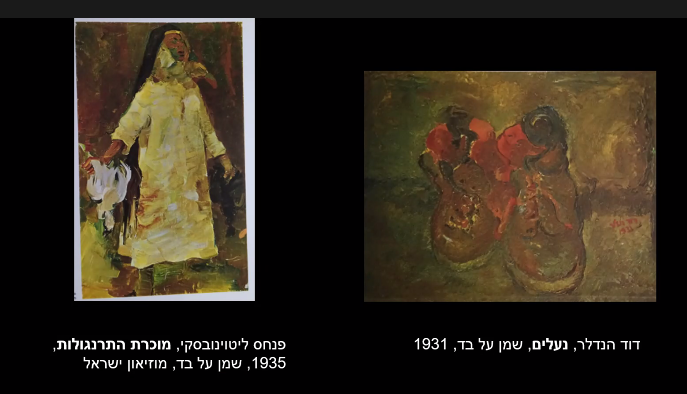 דוד הנדלר, נעלים, שמן על בד, 1931
פנחס ליטוינובסקי, מוכרת התרנגולות,
1935, שמן על בד, מוזיאון ישראל